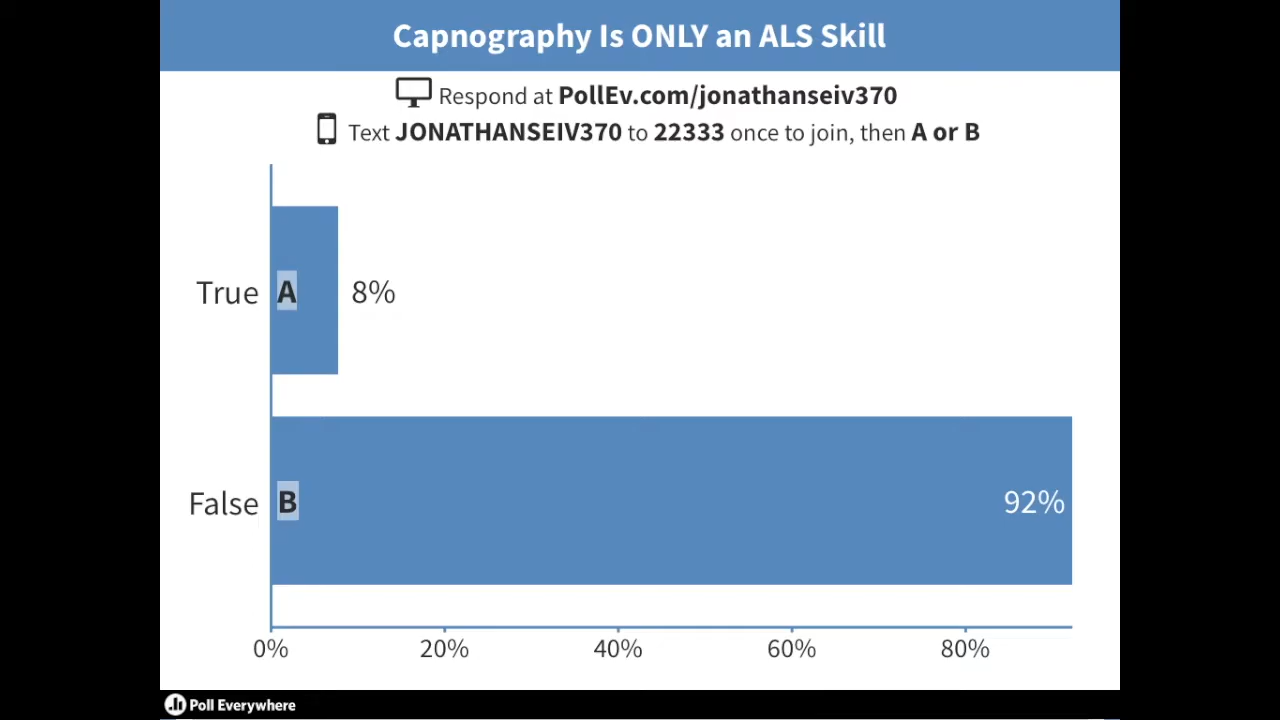 Capnography Is ONLY an ALS Skill
Respond at PollEv.com/jonathanseiv370
Text JONATHANSEIV370 to 22333 once to join, then A or B
True A 8%
False B 92%
0% 20% 40% 60% 80%
Poll Everywhere